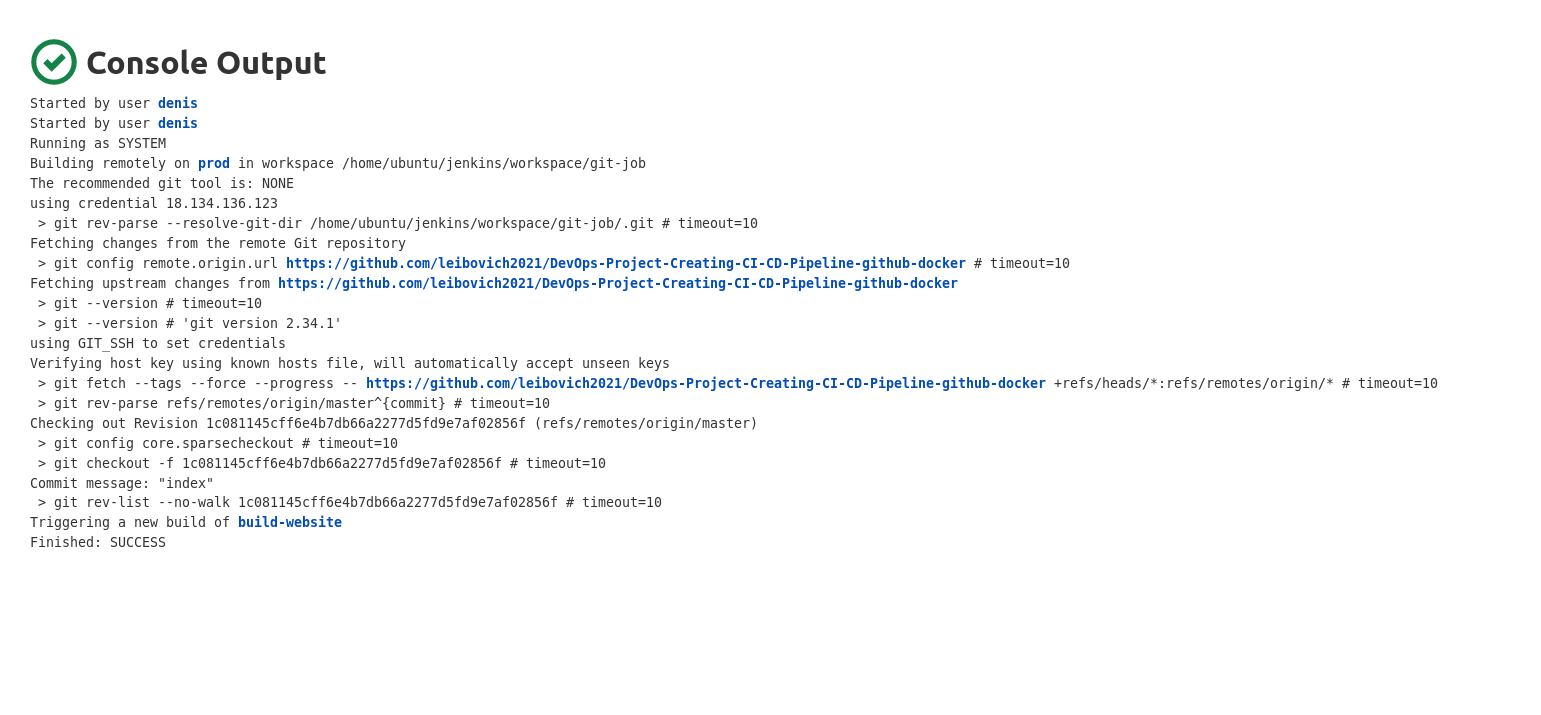 Console Output
Started by user denis
Started by user denis
Running as SYSTEM
Building remotely on prod in workspace /home/ubuntu/jenkins/workspace/git-job
The recommended git tool is: NONE
using credential 18.134.136.123
 > git rev-parse --resolve-git-dir /home/ubuntu/jenkins/workspace/git-job/.git # timeout=10
Fetching changes from the remote Git repository
 > git config remote.origin.url https://github.com/leibovich2021/DevOps-Project-Creating-CI-CD-Pipeline-github-docker # timeout=10
Fetching upstream changes from https://github.com/leibovich2021/DevOps-Project-Creating-CI-CD-Pipeline-github-docker
 > git --version # timeout=10
 > git --version # 'git version 2.34.1'
using GIT_SSH to set credentials
Verifying host key using known hosts file, will automatically accept unseen keys
 > git fetch --tags --force --progress -- https://github.com/leibovich2021/DevOps-Project-Creating-CI-CD-Pipeline-github-docker +refs/heads/*:refs/remotes/origin/* # timeout=10
 > git rev-parse refs/remotes/origin/master^{commit} # timeout=10
Checking out Revision 1c081145cff6e4b7db66a2277d5fd9e7af02856f (refs/remotes/origin/master)
 > git config core.sparsecheckout # timeout=10
 > git checkout -f 1c081145cff6e4b7db66a2277d5fd9e7af02856f # timeout=10
Commit message: "index"
 > git rev-list --no-walk 1c081145cff6e4b7db66a2277d5fd9e7af02856f # timeout=10
Triggering a new build of build-website
Finished: SUCCESS